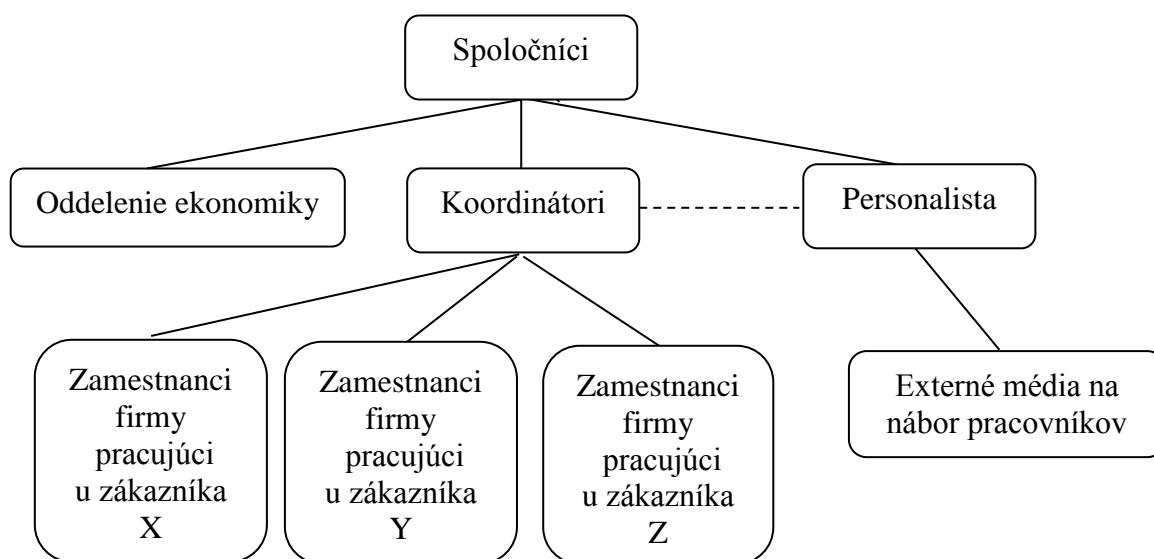 Spoločníci
Oddelenie ekonomiky
Koordinátori
Personalista
Zamestnanci
firmy
pracujúci
u zákazníka
X
Zamestnanci
firmy
pracujúci
u zákazníka
Y
Zamestnanci
firmy
pracujúci
u zákazníka
Z
Externé média na
nábor pracovníkov